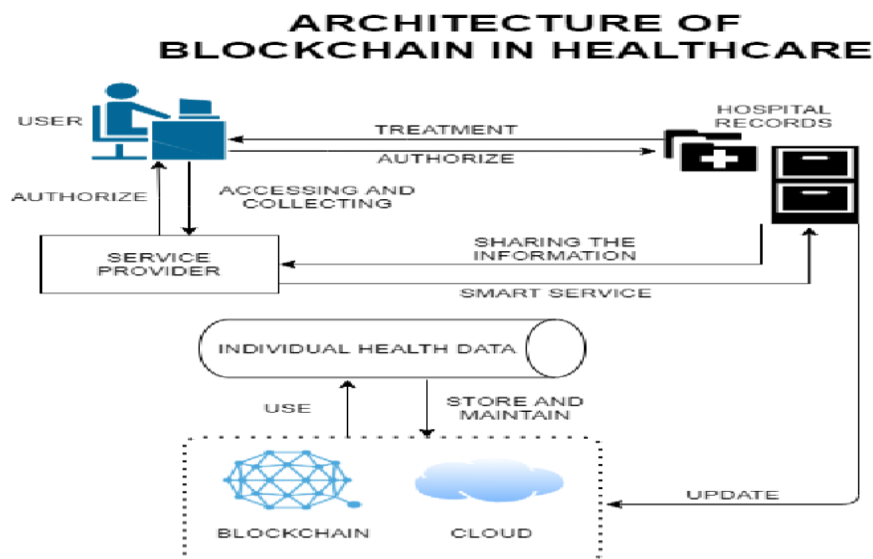 ARCHITECTURE OF
BLOCKCHAIN IN HEALTHCARE
USER
HOSPITAL
RECORDS
TREATMENT
AUTHORIZE
AUTHORIZE
ACCESSING AND
COLLECTING
SERVICE
PROVIDER
SHARING THE
INFORMATION
SMART SERVICE
INDIVIDUAL HEALTH DATA
USE
STORE AND
MAINTAIN
BLOCKCHAIN
CLOUD
UPDATE